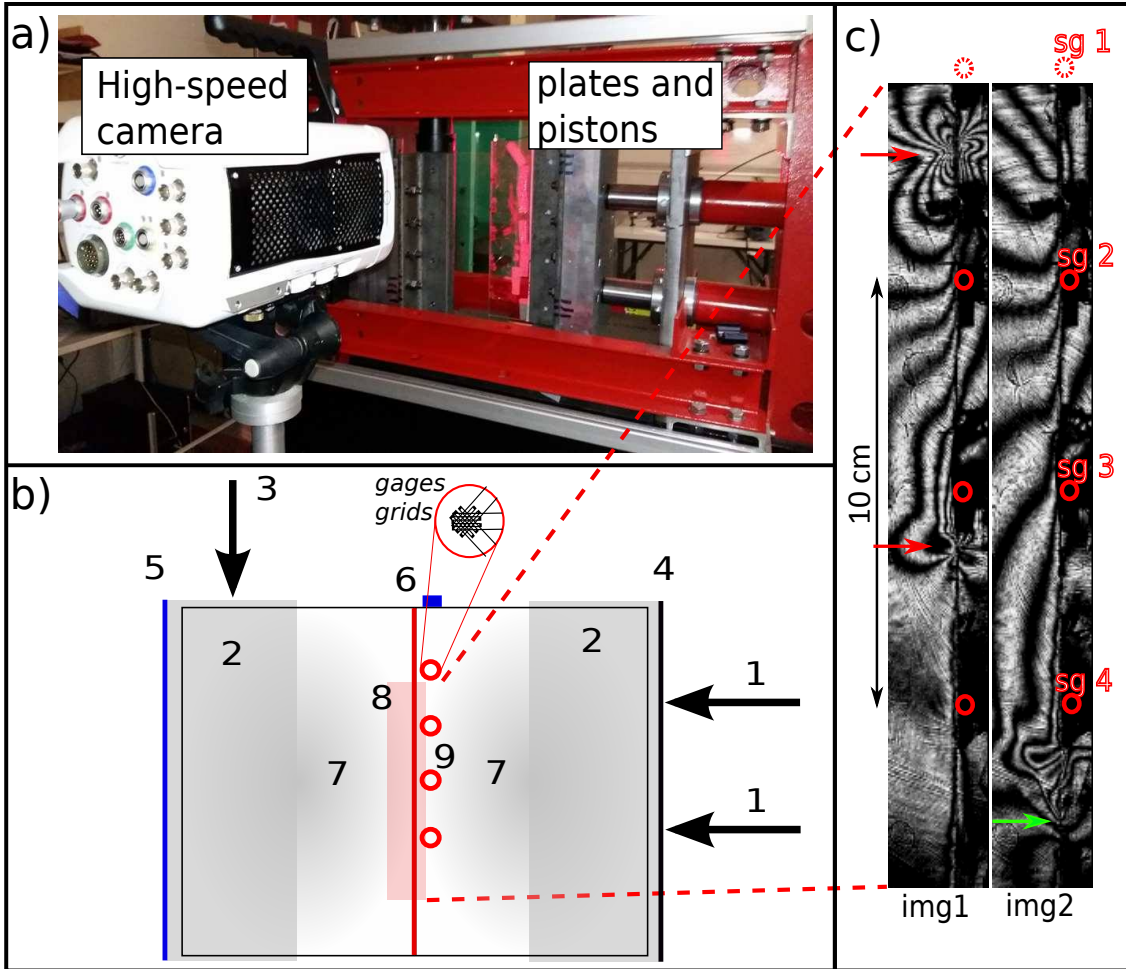 a)
High-speed
camera
plates and
pistons
b)
3
gages
grids
5
6
4
2
2
8
1
7
9
7
1
c)
sg 1
sg 2
10 cm
sg 3
sg 4
img1
img2